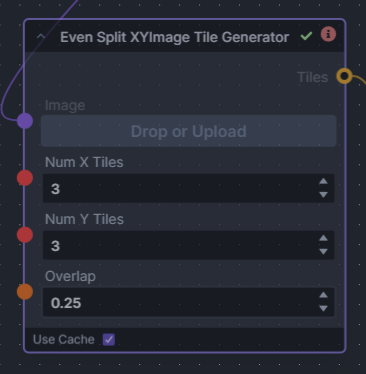 Even Split XYImage Tile Generator
Tiles
Image
Drop or Upload
Num X Tiles
3
Num Y Tiles
3
Overlap
0.25
Use Cache